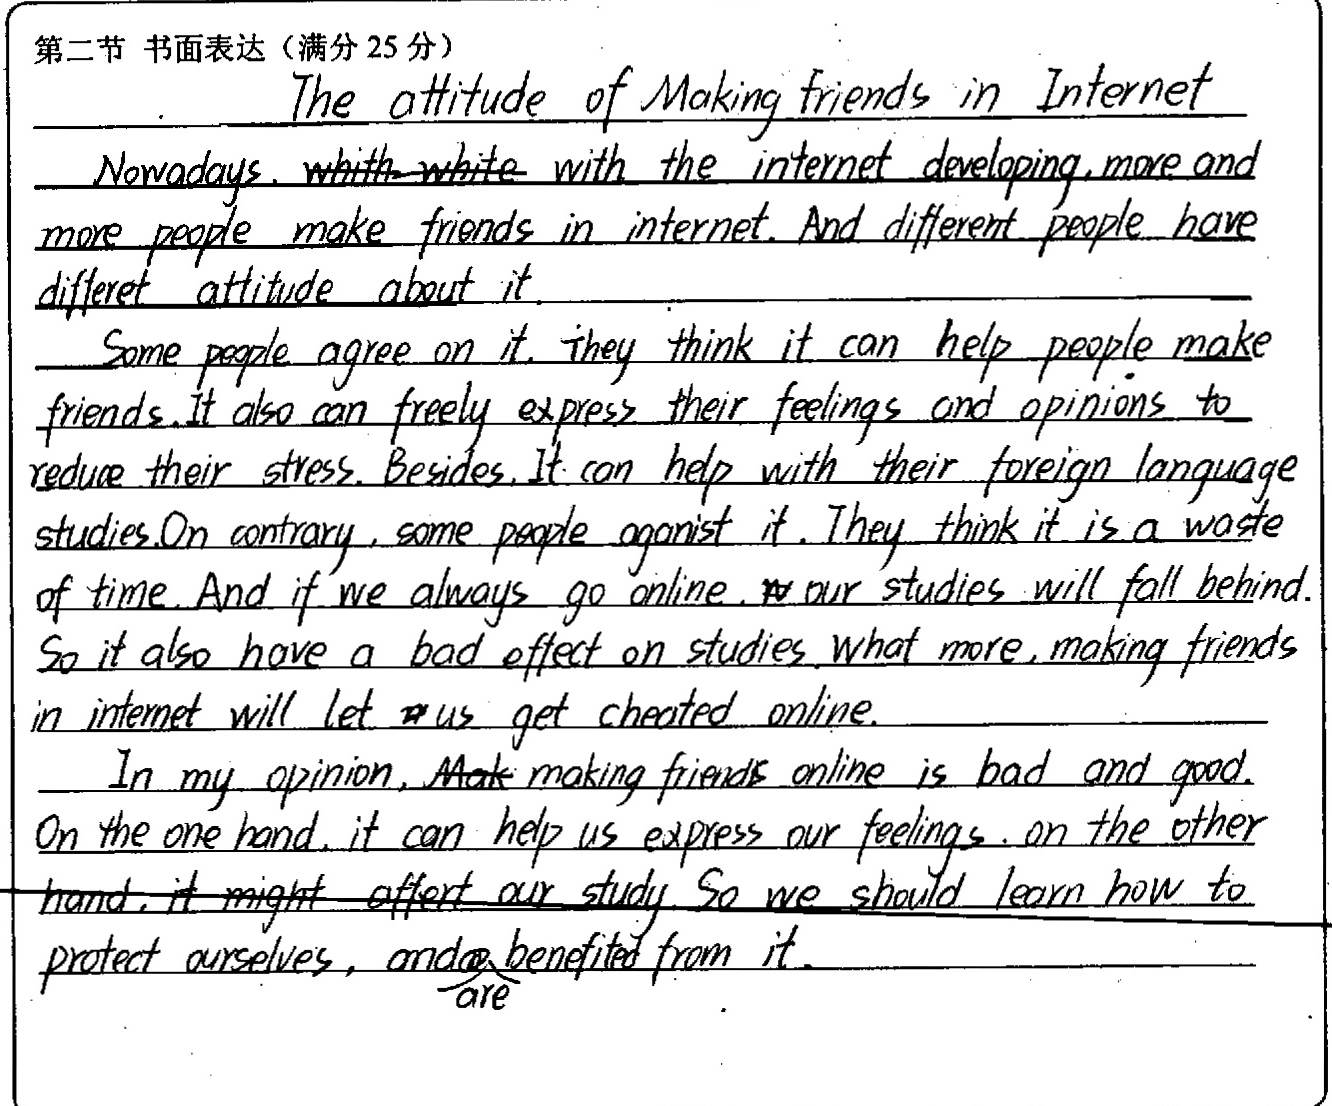 第二节 书面表达（满分 25 分）
The attitude of Making friends in Internet
Nowadays, with the internet developing, more and
more people make friends in internet. And different people have
differet attitude about it.
Some people agree on it. They think it can help people make
friends. It also can freely express their feelings and opinions to
reduce their stress. Besides, It can help with their foreign language
studies. On contrary, some people aganist it. They think it is a waste
of time. And if we always go online, our studies will fall behind.
So it also have a bad effect on studies. What more, making friends
in internet will let us get cheated online.
In my opinion, making friends online is bad and good.
On the one hand, it can help us express our feelings. on the other
hand, it might affert our study. So we should learn how to
protect ourselves, and are benefited from it.